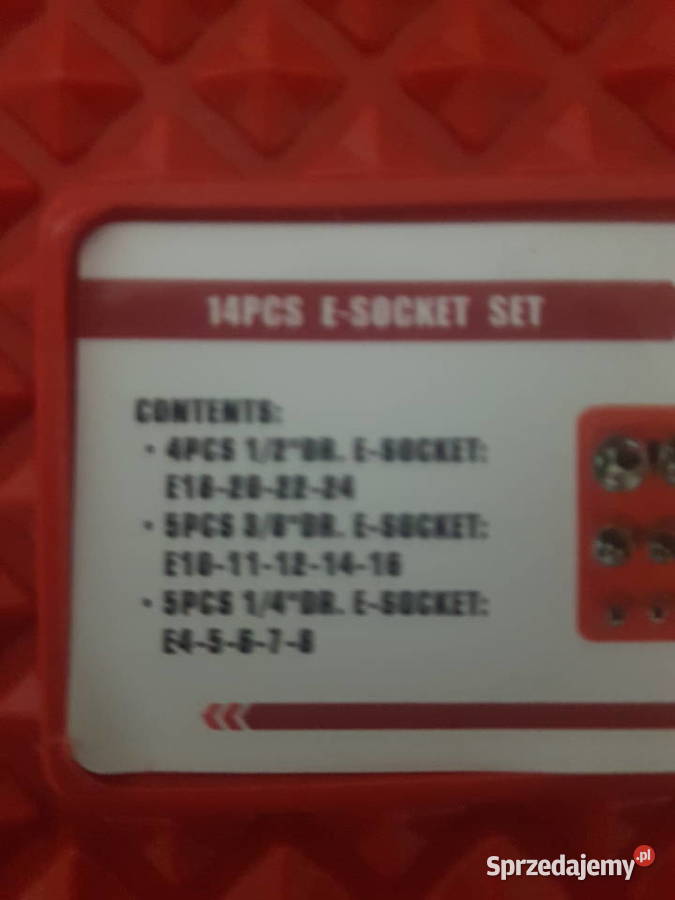 14PCS E-SOCKET SET
CONTENTS:
• 4PCS 1/2"DR. E-SOCKET:
E18-20-22-24
• 5PCS 3/8"DR. E-SOCKET:
E10-11-12-14-16
• 5PCS 1/4"DR. E-SOCKET:
E4-5-6-7-8
Sprzedajemy.pl